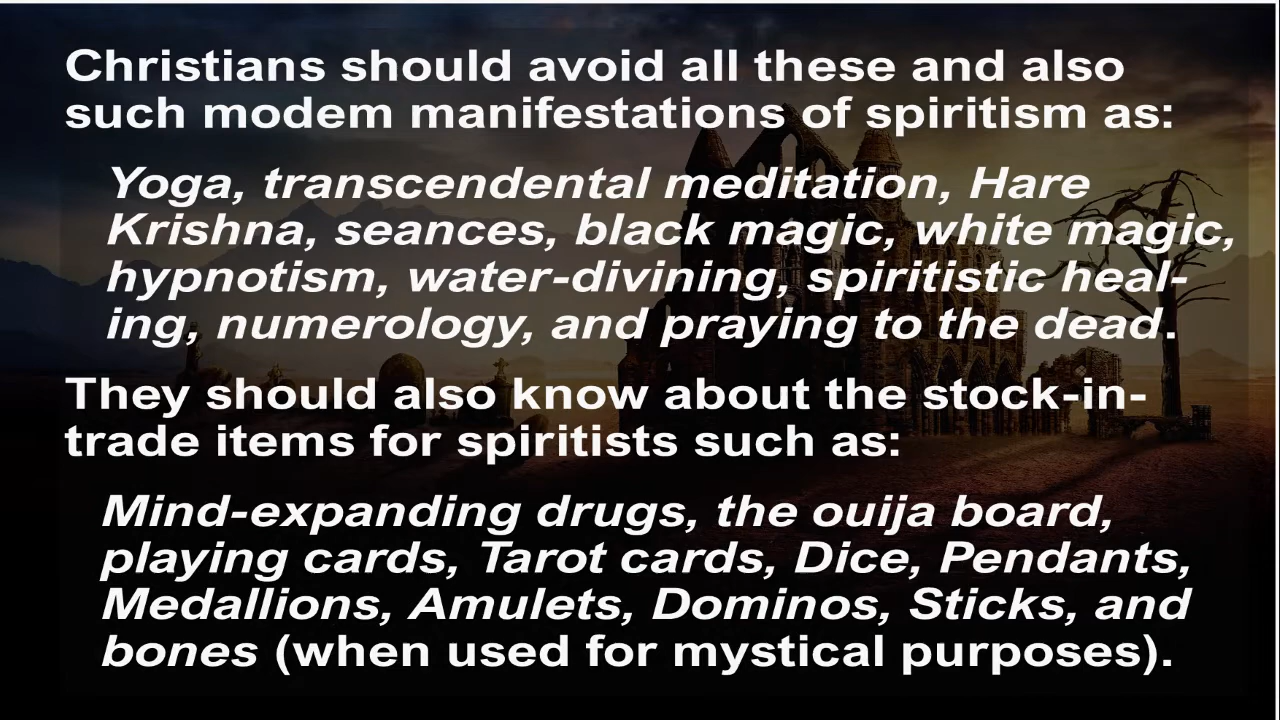 Christians should avoid all these and also
such modem manifestations of spiritism as:
Yoga, transcendental meditation, Hare
Krishna, seances, black magic, white magic,
hypnotism, water-divining, spiritistic heal-
ing, numerology, and praying to the dead.
They should also know about the stock-in-
trade items for spiritists such as:
Mind-expanding drugs, the ouija board,
playing cards, Tarot cards, Dice, Pendants,
Medallions, Amulets, Dominos, Sticks, and
bones (when used for mystical purposes).